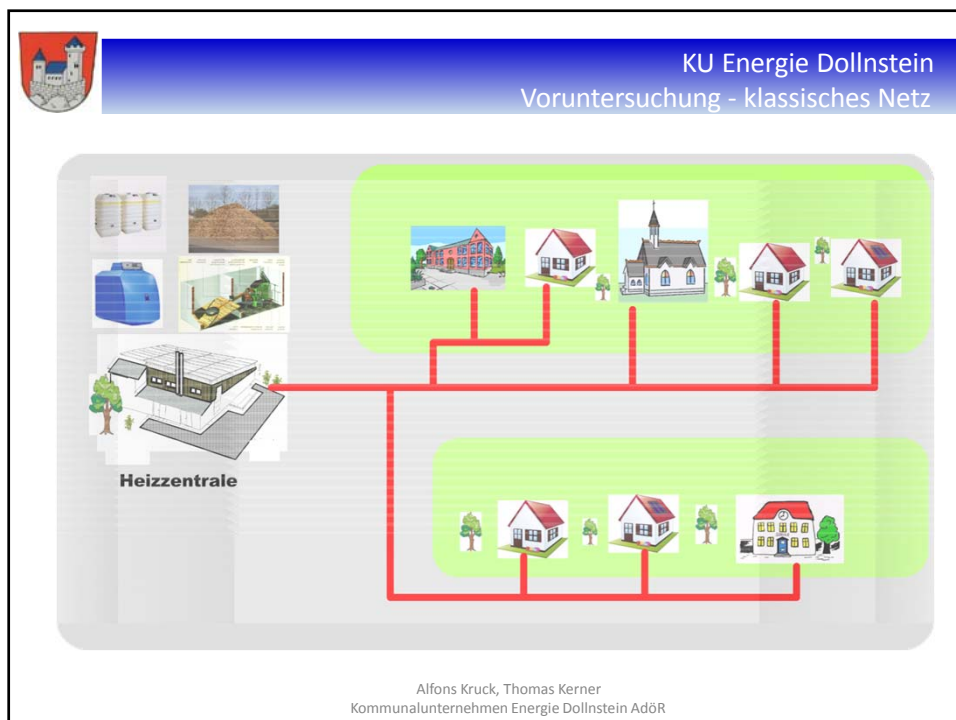 KU Energie Dollnstein
Voruntersuchung - klassisches Netz
Heizzentrale
Alfons Kruck, Thomas Kerner
Kommunalunternehmen Energie Dollnstein AdöR